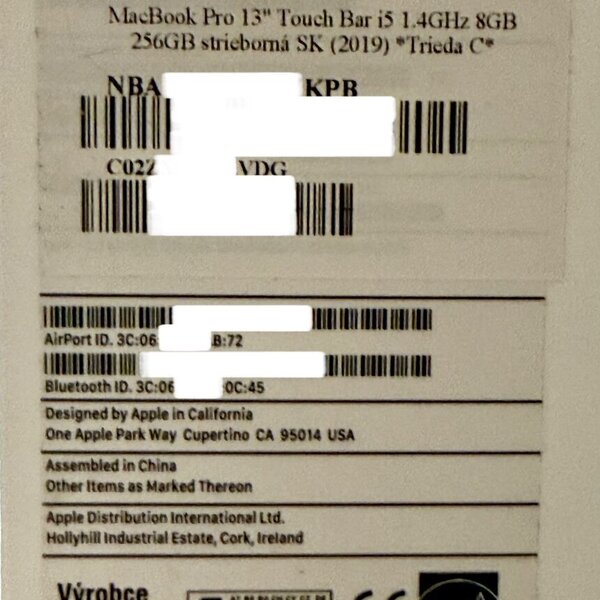 MacBook Pro 13" Touch Bar i5 1.4GHz 8GB
256GB strieborná SK (2019) *Trieda C*
NBA KPB
C02Z VDG
AirPort ID. 3C:06: B:72
Bluetooth ID. 3C:06 :0C:45
Designed by Apple in California
One Apple Park Way Cupertino CA 95014 USA
Assembled in China
Other Items as Marked Thereon
Apple Distribution International Ltd.
Hollyhill Industrial Estate, Cork, Ireland
Výrobce
CE